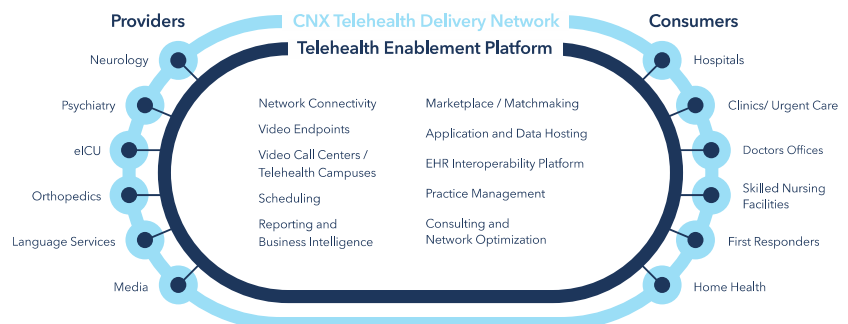 Providers
CNX Telehealth Delivery Network
Consumers
Telehealth Enablement Platform
Neurology
Psychiatry
eICU
Orthopedics
Language Services
Media
Network Connectivity
Video Endpoints
Video Call Centers /
Telehealth Campuses
Scheduling
Reporting and
Business Intelligence
Marketplace / Matchmaking
Application and Data Hosting
EHR Interoperability Platform
Practice Management
Consulting and
Network Optimization
Hospitals
Clinics/ Urgent Care
Doctors Offices
Skilled Nursing
Facilities
First Responders
Home Health